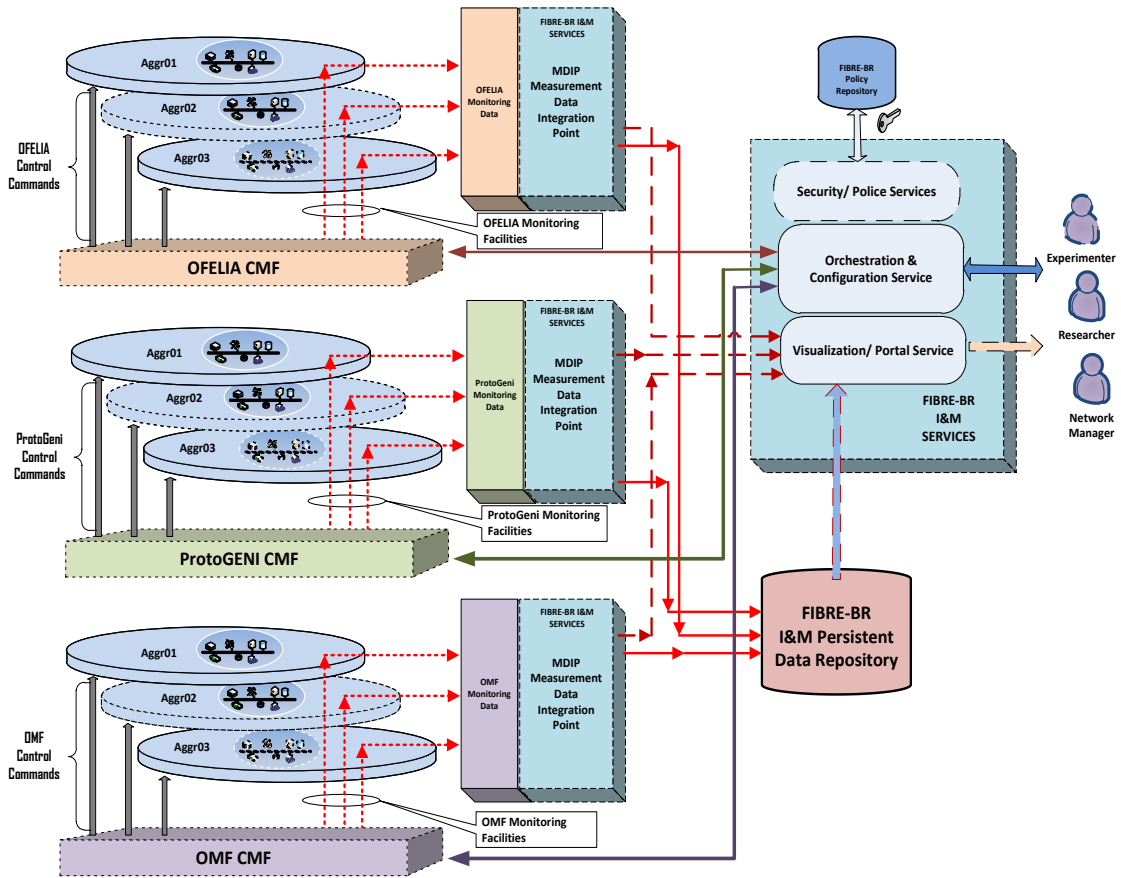 FIBRE-BR I&M
SERVICES
MDIP
Measurement
Data
Integration
Point
OFELIA
Monitoring
Data
Aggr01
Aggr02
Aggr03
OFELIA
Control
Commands
OFELIA Monitoring
Facilities
OFELIA CMF
FIBRE-BR
Policy
Repository
Security/ Police Services
Orchestration &
Configuration Service
Visualization/ Portal Service
FIBRE-BR
I&M
SERVICES
Experimenter
Researcher
Network
Manager
FIBRE-BR I&M
SERVICES
MDIP
Measurement
Data
Integration
Point
ProtoGeni
Monitoring
Data
Aggr01
Aggr02
Aggr03
ProtoGeni
Control
Commands
ProtoGeni Monitoring
Facilities
ProtoGENI CMF
FIBRE-BR
I&M Persistent
Data Repository
FIBRE-BR I&M
SERVICES
MDIP
Measurement
Data
Integration
Point
OMF
Monitoring
Data
Aggr01
Aggr02
Aggr03
OMF
Control
Commands
OMF Monitoring
Facilities
OMF CMF